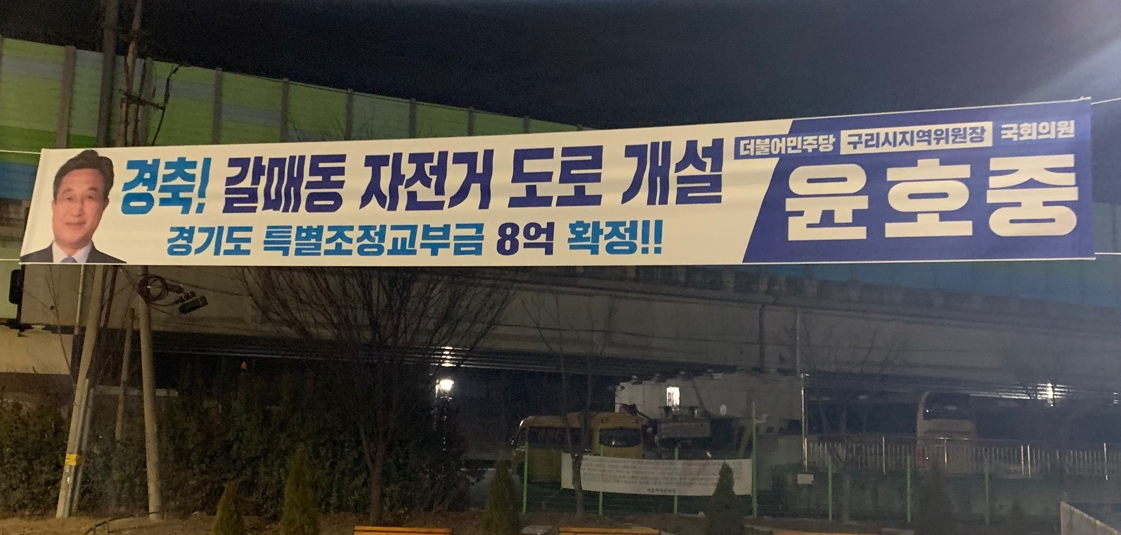 경축! 갈매동 자전거 도로 개설
경기도 특별조정교부금 8억 확정!!
더불어민주당 구리시지역위원장 국회의원
윤호중